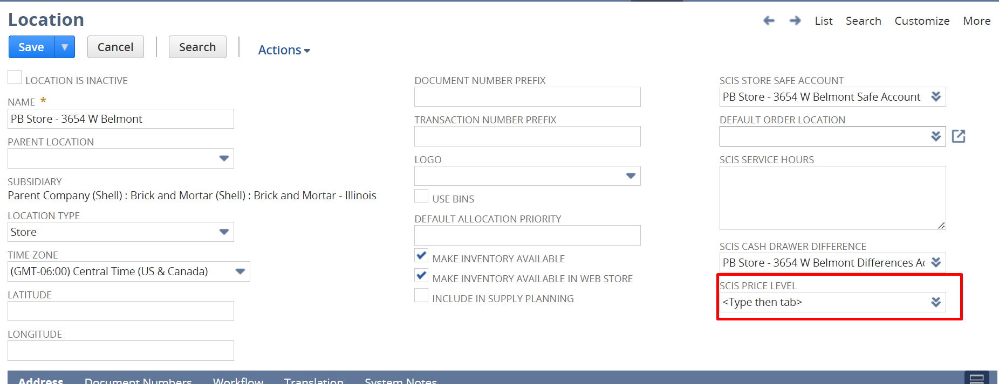 Location
List Search Customize More
Save Cancel Search Actions
LOCATION IS INACTIVE
NAME *
PB Store - 3654 W Belmont
PARENT LOCATION
SUBSIDIARY
Parent Company (Shell) : Brick and Mortar (Shell) : Brick and Mortar - Illinois
LOCATION TYPE
Store
TIME ZONE
(GMT-06:00) Central Time (US & Canada)
LATITUDE
LONGITUDE
DOCUMENT NUMBER PREFIX
TRANSACTION NUMBER PREFIX
LOGO
USE BINS
DEFAULT ALLOCATION PRIORITY
MAKE INVENTORY AVAILABLE
MAKE INVENTORY AVAILABLE IN WEB STORE
INCLUDE IN SUPPLY PLANNING
SCIS STORE SAFE ACCOUNT
PB Store - 3654 W Belmont Safe Account
DEFAULT ORDER LOCATION
SCIS SERVICE HOURS
SCIS CASH DRAWER DIFFERENCE
PB Store - 3654 W Belmont Differences Ac
SCIS PRICE LEVEL
<Type then tab>
Address Document Numbers Workflow Translation System Notes